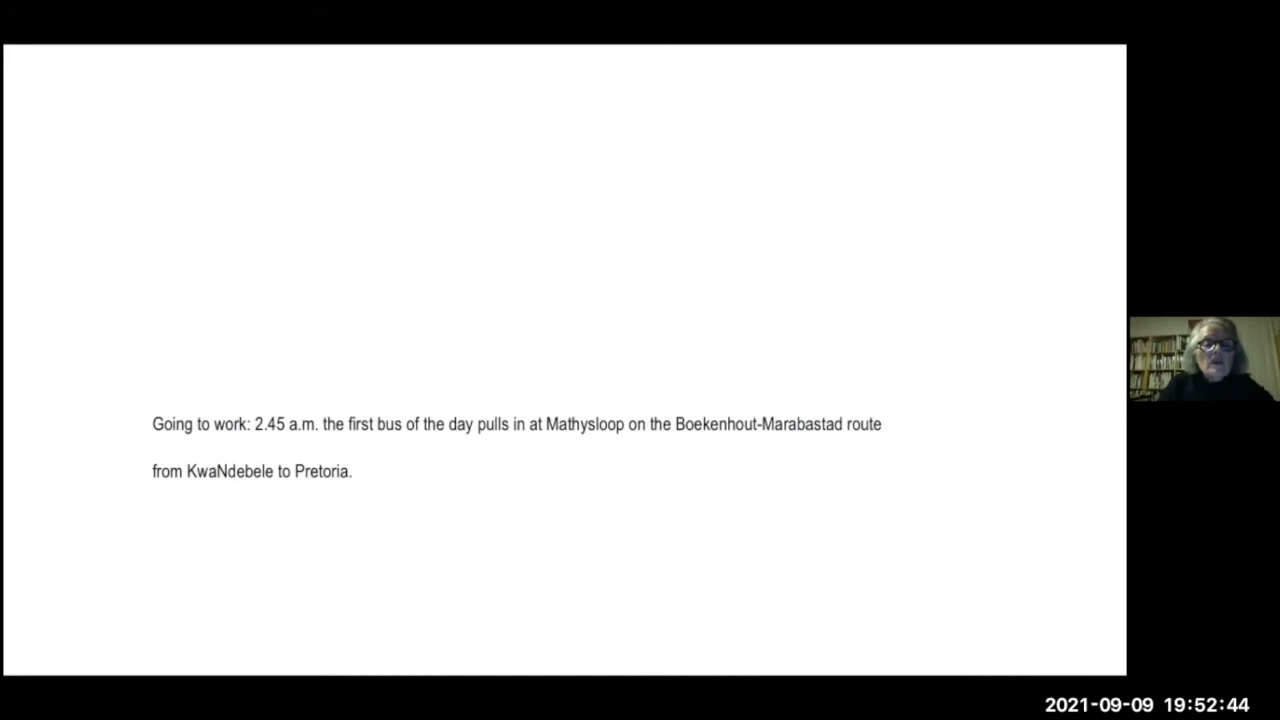 Going to work: 2.45 a.m. the first bus of the day pulls in at Mathysloop on the Boekenhout-Marabastad route
from KwaNdebele to Pretoria.
2021-09-09 19:52:44